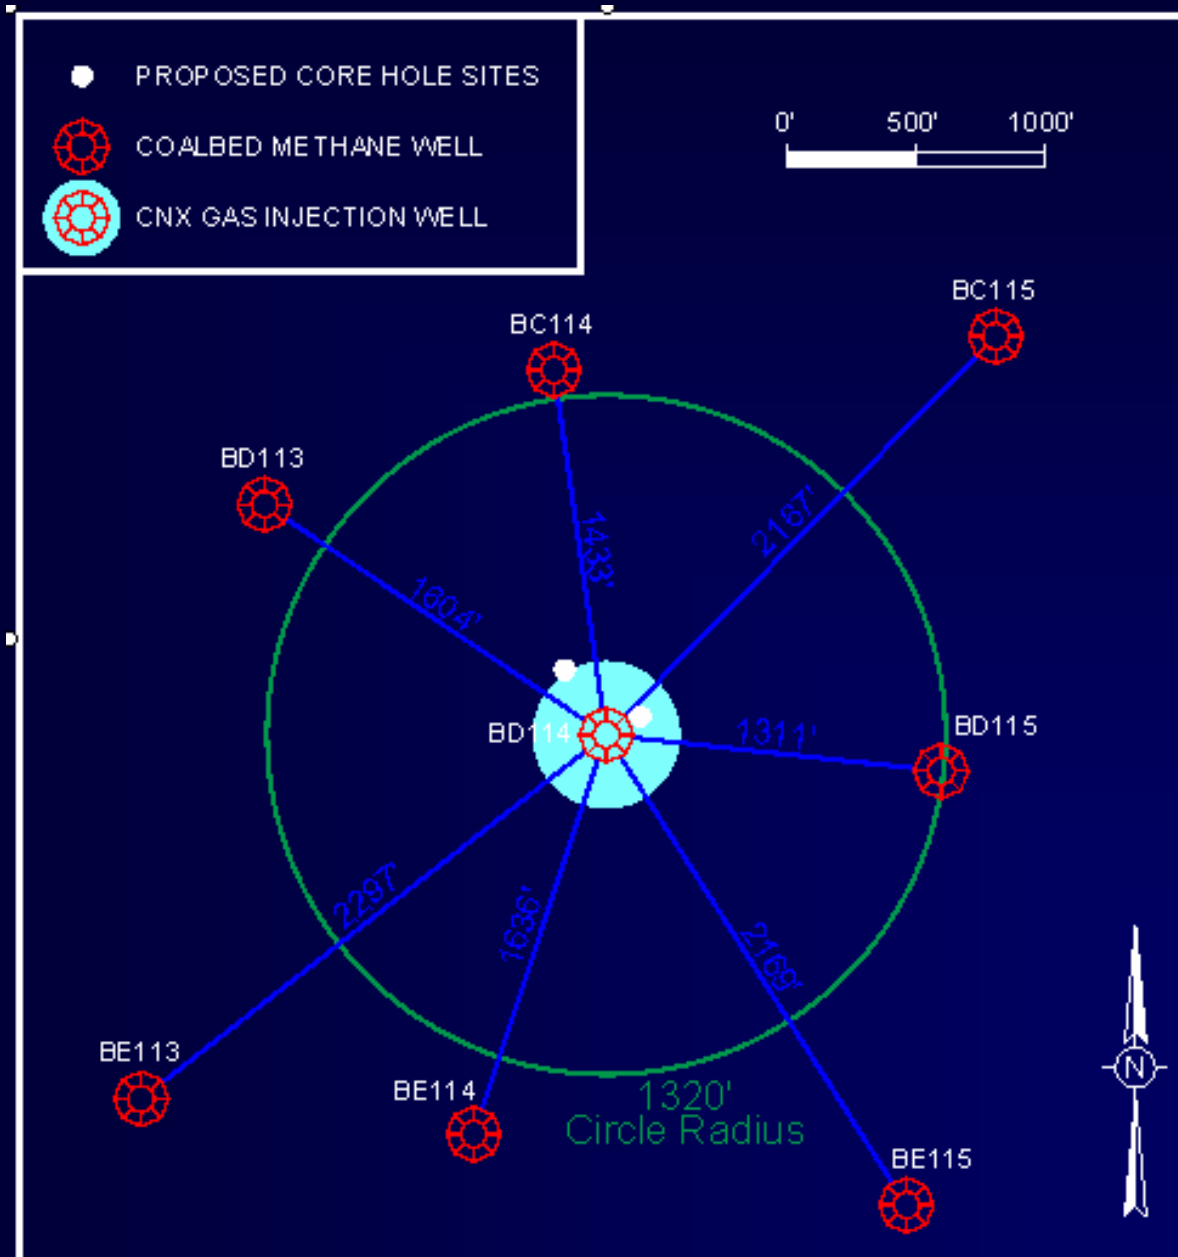 PROPOSED CORE HOLE SITES
COALBED METHANE WELL
CNX GAS INJECTION WELL
0' 500' 1000'
BC115
BC114
BD113
2187'
1433'
1604'
BD114
1311'
BD115
2297'
1636'
2169'
BE113
BE114
1320'
Circle Radius
BE115
N